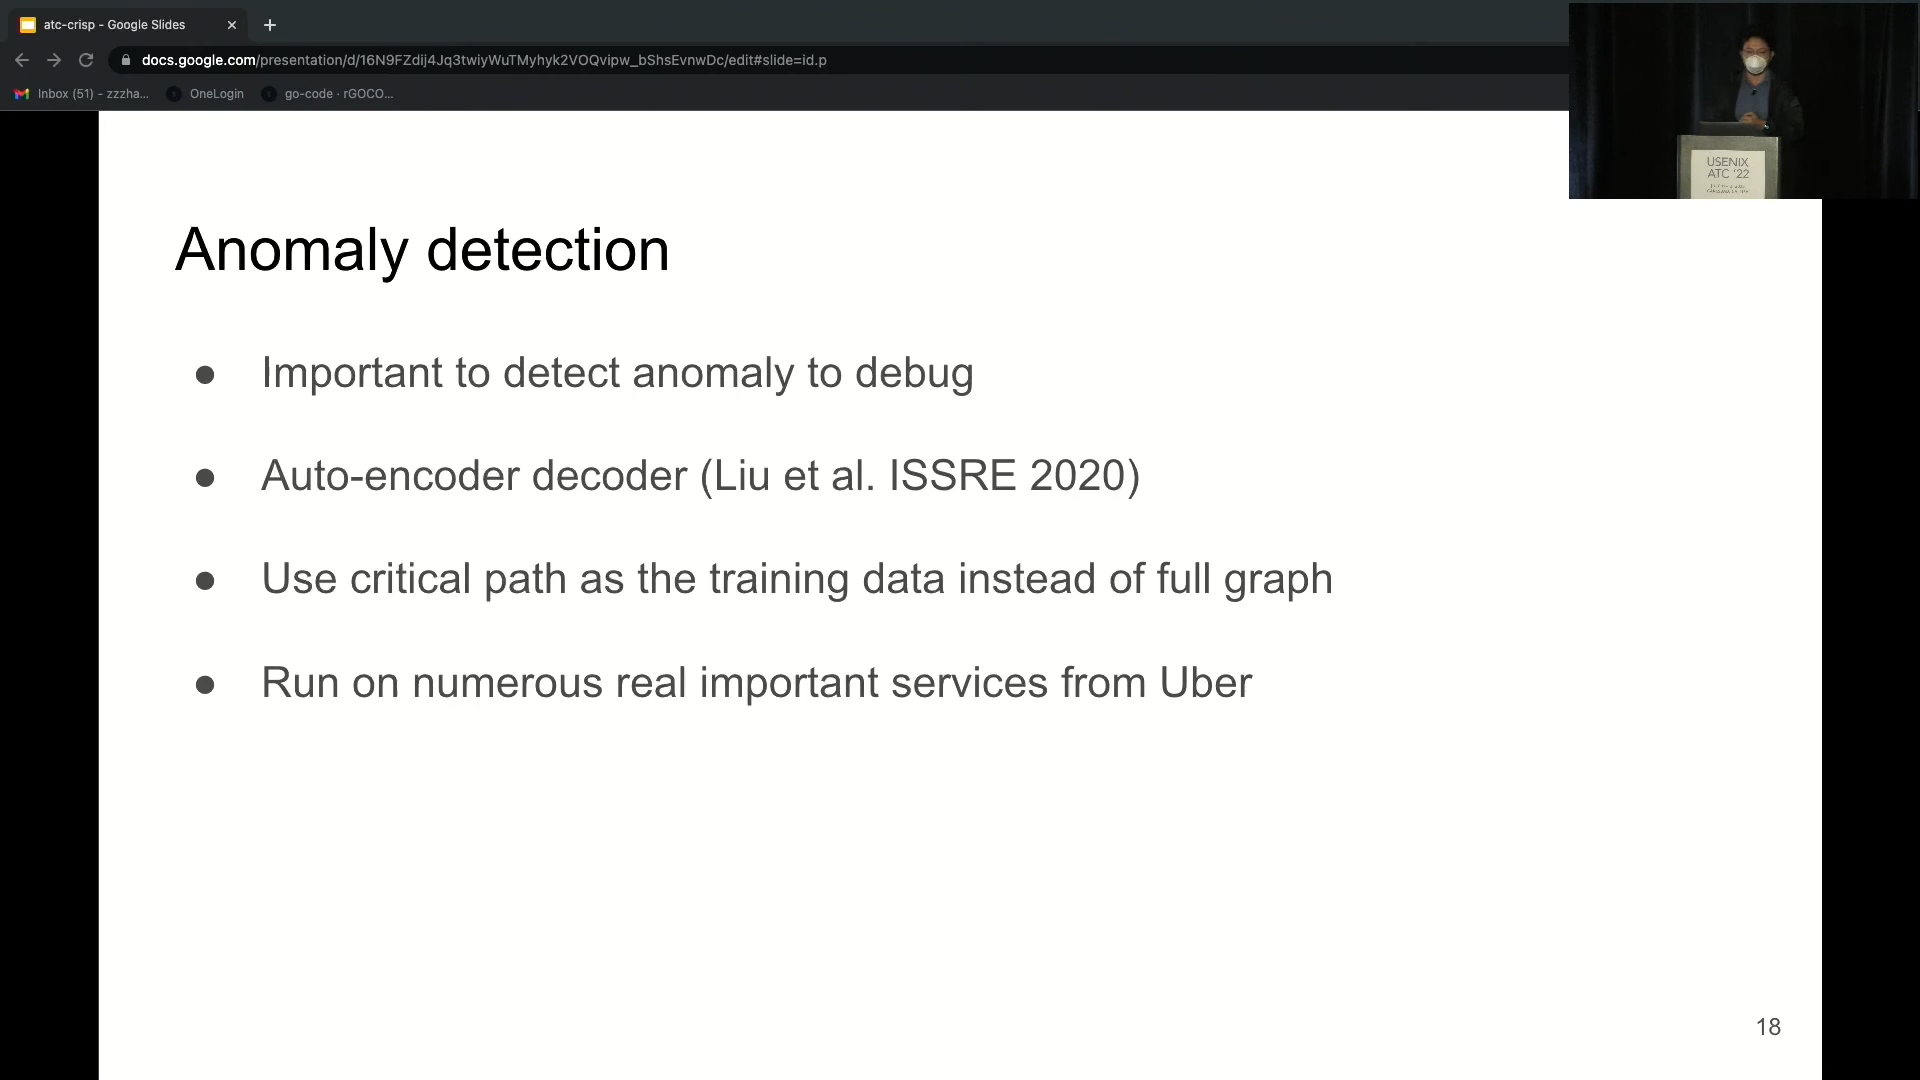 atc-crisp - Google Slides
docs.google.com/presentation/d/16N9FZdij4Jq3twiyWuTMyhyk2VOQvipw_bShsEvnwDc/edit#slide=id.p
Inbox (51) - zzzha...
OneLogin
go-code · rGOCO...
USENIX
ATC '22
Anomaly detection
● Important to detect anomaly to debug
● Auto-encoder decoder (Liu et al. ISSRE 2020)
● Use critical path as the training data instead of full graph
● Run on numerous real important services from Uber
18